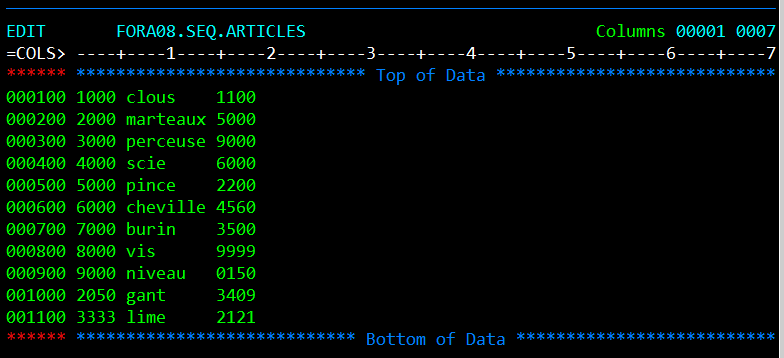 EDIT       FORA08.SEQ.ARTICLES                             Columns 00001 0007
=COLS> ----+----1----+----2----+----3----+----4----+----5----+----6----+----7
****** ***************************** Top of Data ****************************
000100 1000 clous    1100
000200 2000 marteaux 5000
000300 3000 perceuse 9000
000400 4000 scie     6000
000500 5000 pince    2200
000600 6000 cheville 4560
000700 7000 burin    3500
000800 8000 vis      9999
000900 9000 niveau   0150
001000 2050 gant     3409
001100 3333 lime     2121
****** **************************** Bottom of Data **************************